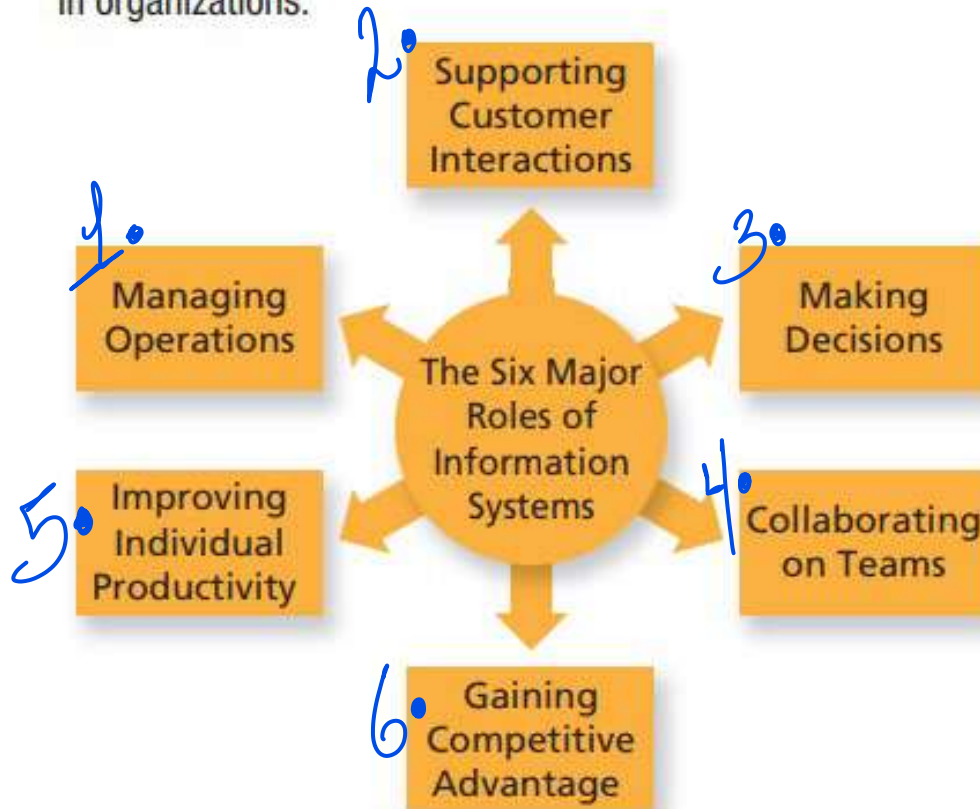 in organizations.
2.
Supporting
Customer
Interactions
1.
Managing
Operations
3.
Making
Decisions
The Six Major
Roles of
Information
Systems
5.
Improving
Individual
Productivity
4.
Collaborating
on Teams
6.
Gaining
Competitive
Advantage